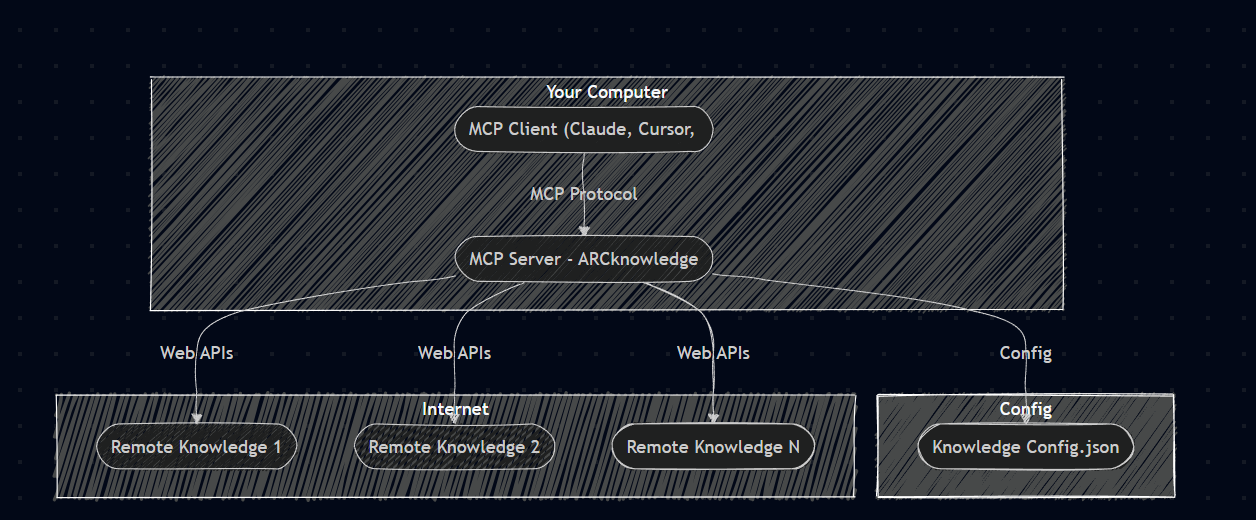 Your Computer
MCP Client (Claude, Cursor,
MCP Protocol
MCP Server - ARCknowledge
Web APIs
Web APIs
Web APIs
Config
Internet
Config
Remote Knowledge 1
Remote Knowledge 2
Remote Knowledge N
Knowledge Config.json